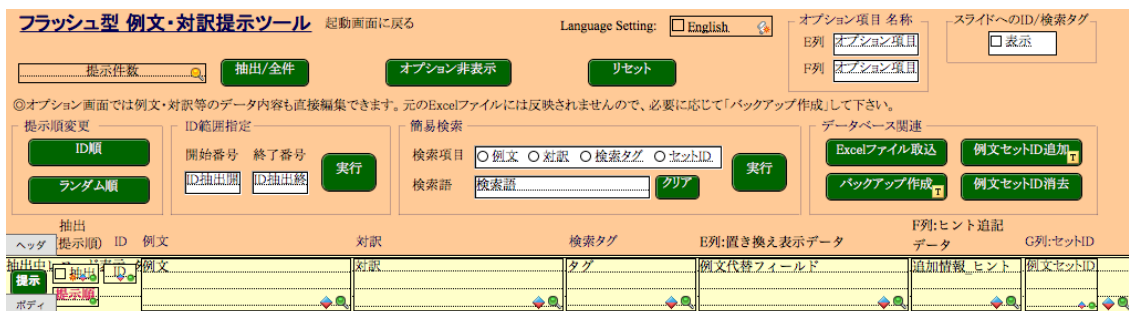 フラッシュ型 例文・対訳提示ツール 起動画面に戻る
Language Setting: English
オプション項目 名称
E列 オプション項目
F列 オプション項目
スライドへのID/検索タグ
表示
提示件数 抽出/全件 オプション非表示 リセット
◎オプション画面では例文・対訳等のデータ内容も直接編集できます。元のExcelファイルには反映されませんので、必要に応じて「バックアップ作成」して下さい。
提示順変更
ID順
ランダム順
ID範囲指定
開始番号 終了番号
ID抽出開 ID抽出終
実行
簡易検索
検索項目 例文 対訳 検索タグ セットID
検索語 検索語 クリア
実行
データベース関連
Excelファイル取込 例文セットID追加 T
バックアップ作成 T 例文セットID消去
ヘッダ
抽出
(提示順) ID 例文 対訳 検索タグ E列:置き換え表示データ
F列:ヒント追記
データ
G列:セットID
提示 抽出 ID 例文 対訳 タグ 例文代替フィールド 追加情報_ヒント 例文セットID
提示順
ボディ